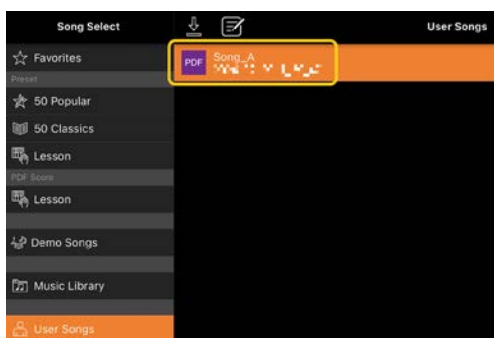 Song Select
User Songs
Favorites
Preset
50 Popular
50 Classics
Lesson
PDF Score
Lesson
Demo Songs
Music Library
User Songs
PDF
Song_A